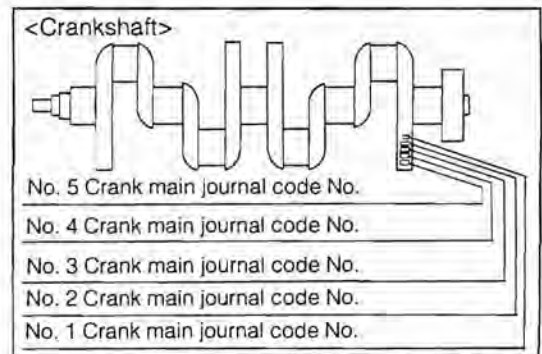 <Crankshaft>
No. 5 Crank main journal code No.
No. 4 Crank main journal code No.
No. 3 Crank main journal code No.
No. 2 Crank main journal code No.
No. 1 Crank main journal code No.